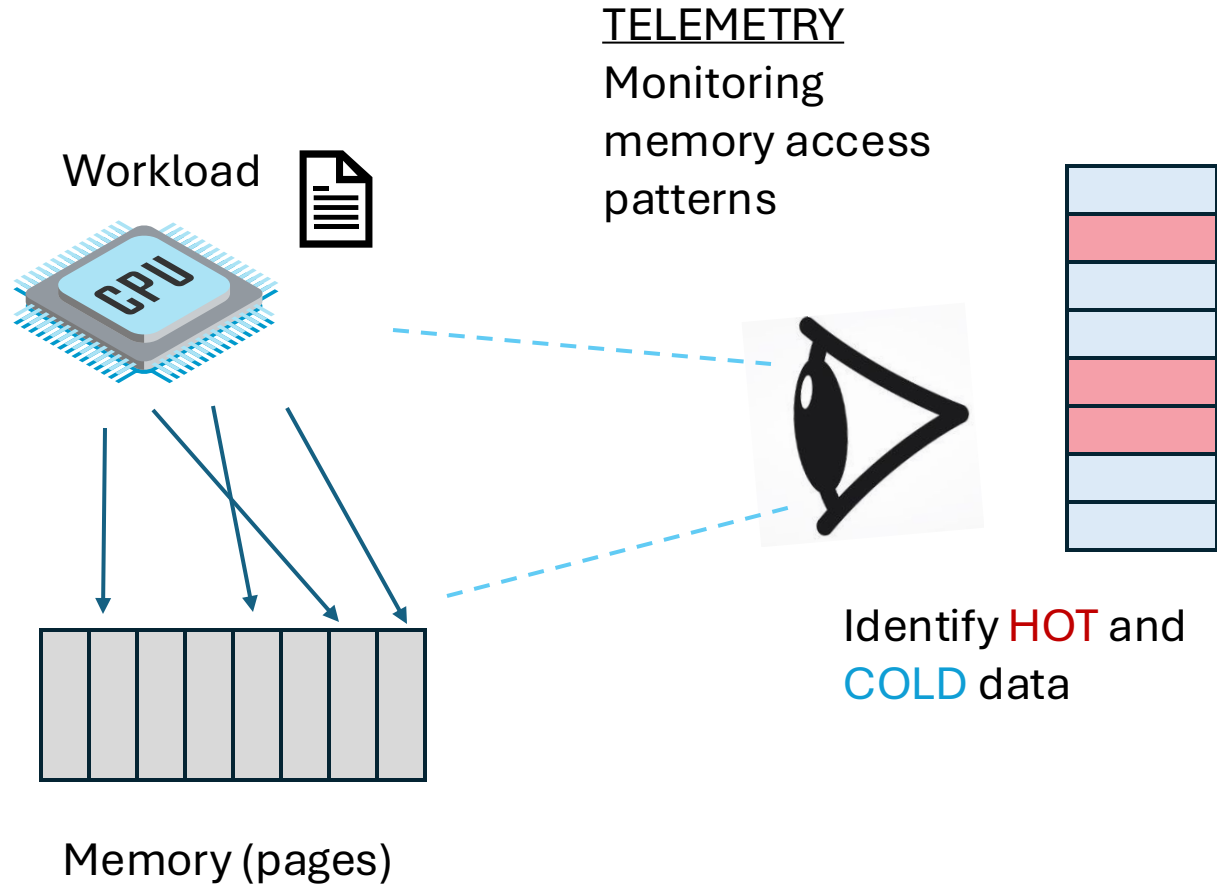 TELEMETRY
Monitoring
memory access
patterns
Workload
CPU
Identify HOT and
COLD data
Memory (pages)